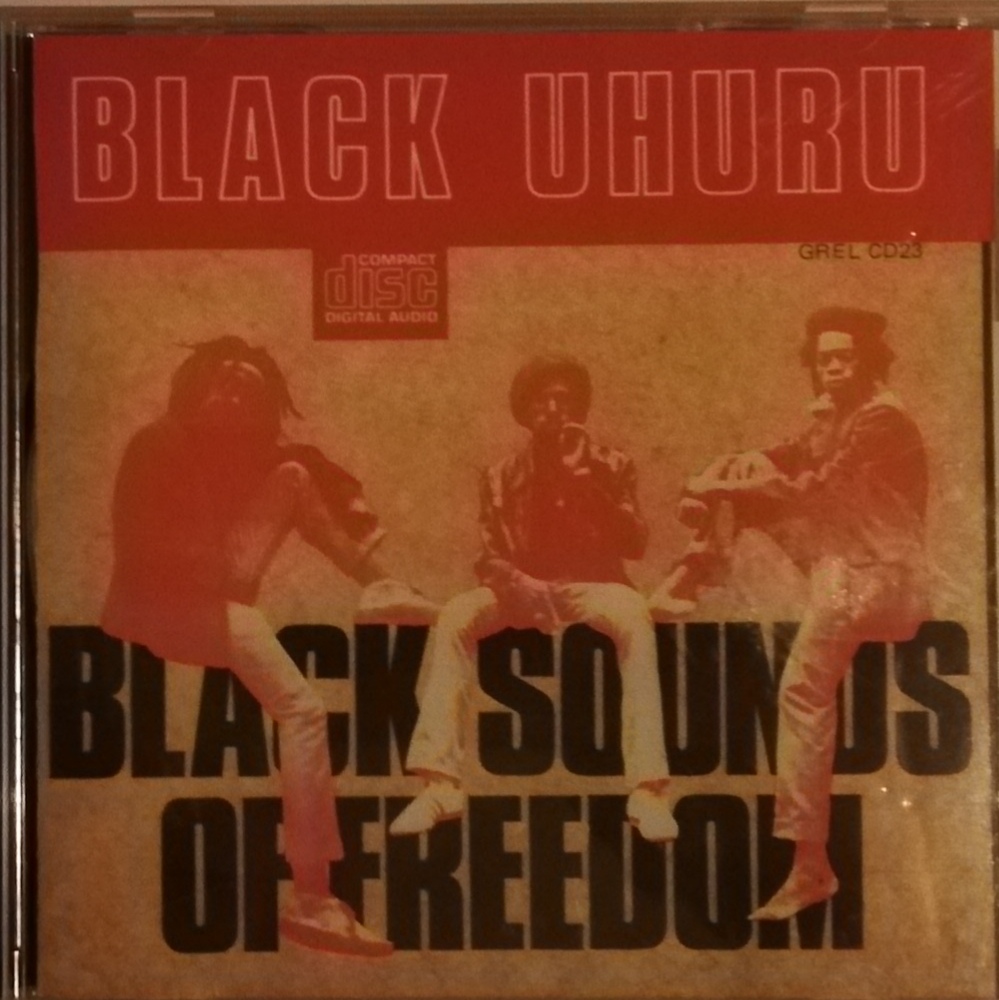 BLACK UHURU
GREL CD23
COMPACT
disc
DIGITAL AUDIO
BLACK SOUNDS
OF FREEDOM